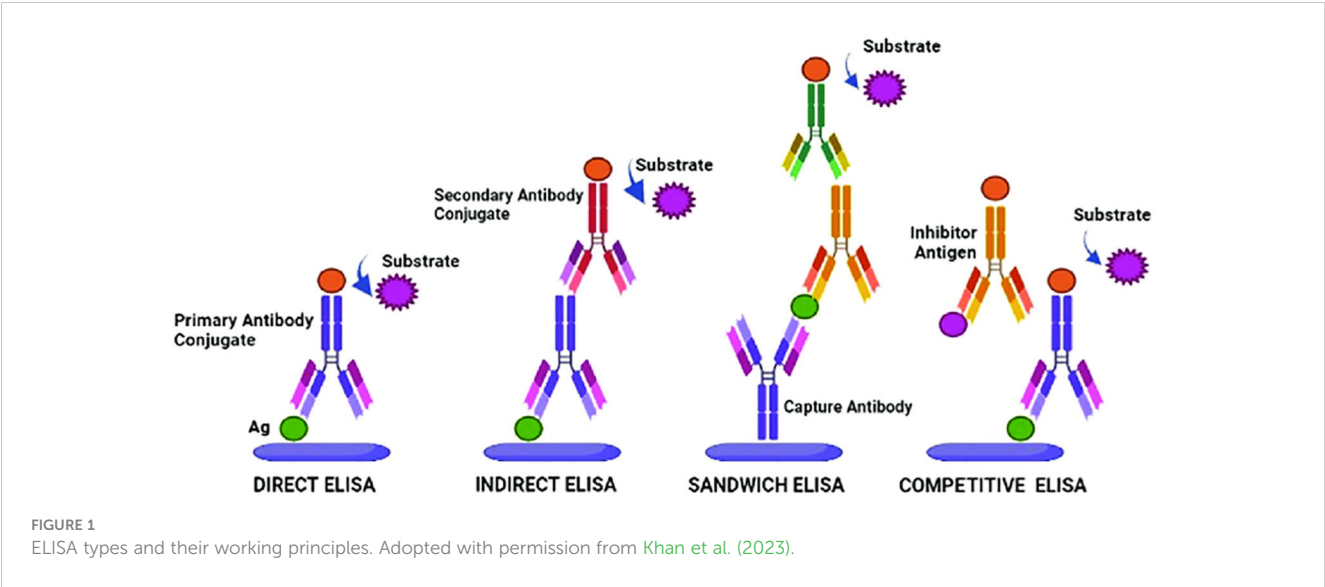 Substrate
Substrate
Secondary Antibody
Conjugate
Substrate
Inhibitor
Antigen
Substrate
Primary Antibody
Conjugate
Ag
Capture Antibody
DIRECT ELISA
INDIRECT ELISA
SANDWICH ELISA
COMPETITIVE ELISA
FIGURE 1
ELISA types and their working principles. Adopted with permission from Khan et al. (2023).